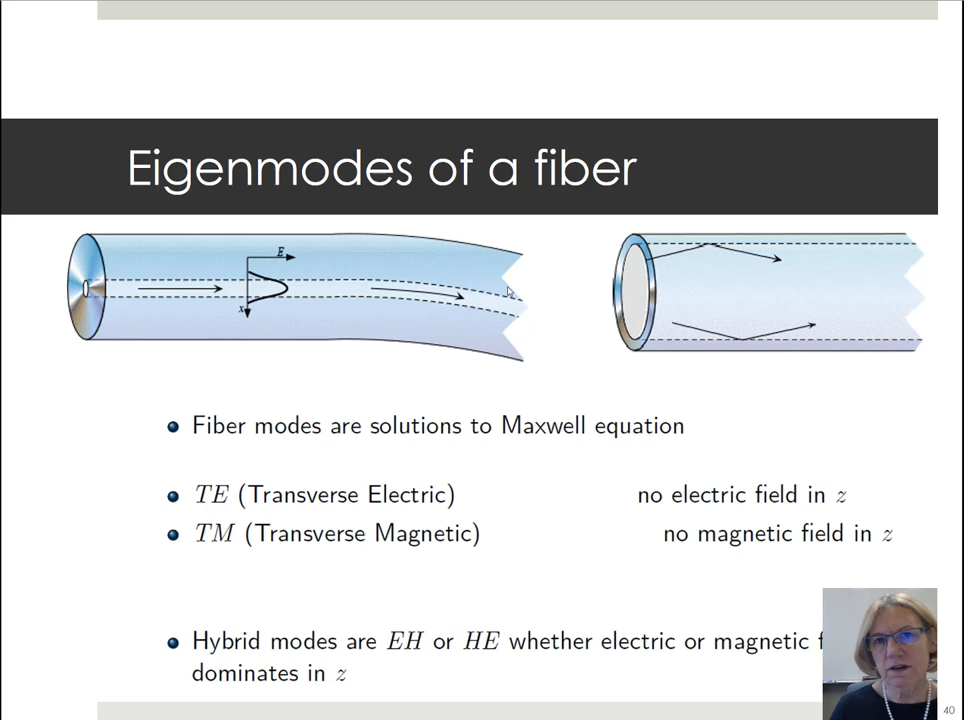 Eigenmodes of a fiber
E
x
Fiber modes are solutions to Maxwell equation
TE (Transverse Electric) no electric field in z
TM (Transverse Magnetic) no magnetic field in z
Hybrid modes are EH or HE whether electric or magnetic f
dominates in z
40